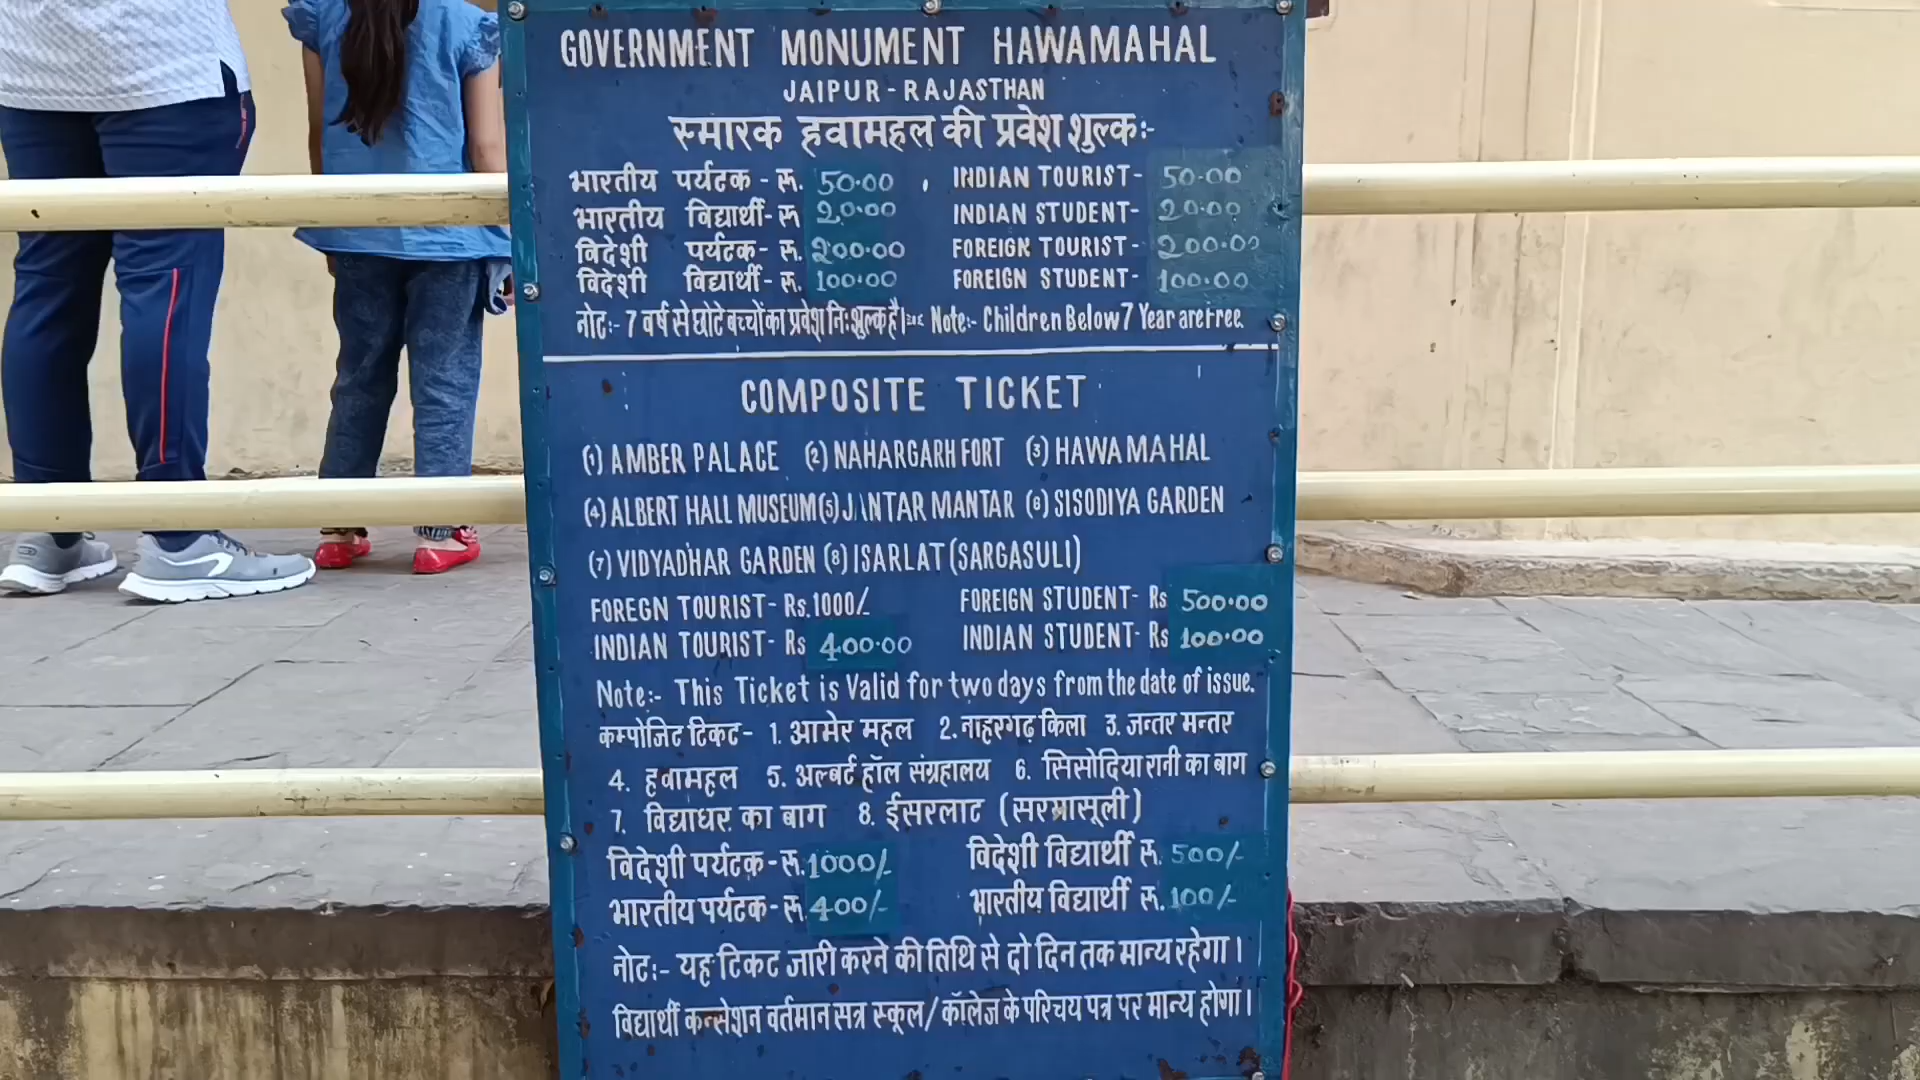 GOVERNMENT MONUMENT HAWAMAHAL
JAIPUR-RAJASTHAN
स्मारक हवामहल की प्रवेश शुल्क:-
भारतीय पर्यटक - रू. 50.00 INDIAN TOURIST- 50.00
भारतीय विद्यार्थी- रू 20.00 INDIAN STUDENT- 20.00
विदेशी पर्यटक- रू. 200.00 FOREIGN TOURIST- 200.00
विदेशी विद्यार्थी- रू. 100.00 FOREIGN STUDENT- 100.00
नोट:- 7 वर्ष से छोटे बच्चों का प्रवेश नि:शुल्क है। Note:- Children Below 7 Year are Free.
COMPOSITE TICKET
(1) AMBER PALACE (2) NAHARGARH FORT (3) HAWA MAHAL
(4) ALBERT HALL MUSEUM (5) JANTAR MANTAR (6) SISODIYA GARDEN
(7) VIDYADHAR GARDEN (8) ISARLAT (SARGASULI)
FOREGN TOURIST- Rs. 1000/- FOREIGN STUDENT- Rs 500.00
INDIAN TOURIST- Rs 400.00 INDIAN STUDENT- Rs 100.00
Note:- This Ticket is Valid for two days from the date of issue.
कम्पोजिट टिकट- 1. आमेर महल 2. नाहरगढ़ किला 3. जन्तर मन्तर
4. हवामहल 5. अल्बर्ट हॉल संग्रहालय 6. सिसोदिया रानी का बाग
7. विद्याधर का बाग 8. ईसरलाट (सरगासूली)
विदेशी पर्यटक- रू. 1000/- विदेशी विद्यार्थी रू. 500/-
भारतीय पर्यटक- रू. 400/- भारतीय विद्यार्थी रू. 100/-
नोट:- यह टिकट जारी करने की तिथि से दो दिन तक मान्य रहेगा।
विद्यार्थी कन्सेशन वर्तमान सत्र स्कूल/कॉलेज के परिचय पत्र पर मान्य होगा।